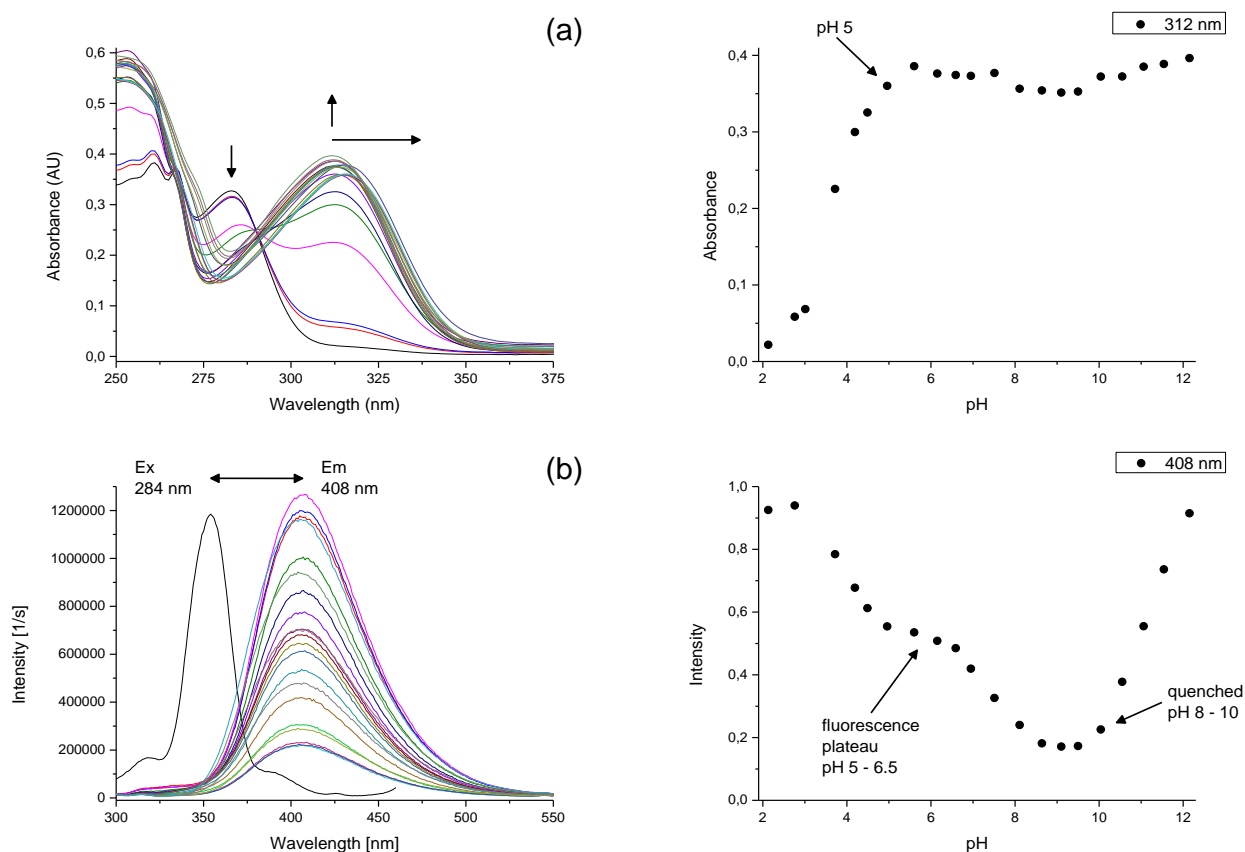 (a)
0,6
0,5
0,4
0,3
0,2
0,1
0,0
Absorbance (AU)
250 275 300 325 350 375
Wavelength (nm)
312 nm
pH 5
0,4
0,3
0,2
0,1
0,0
Absorbance
2 4 6 8 10 12
pH
(b)
Ex
284 nm
Em
408 nm
1200000
1000000
800000
600000
400000
200000
0
Intensity [1/s]
300 350 400 450 500 550
Wavelength [nm]
408 nm
1,0
0,8
0,6
0,4
0,2
0,0
Intensity
fluorescence
plateau
pH 5 - 6.5
quenched
pH 8 - 10
2 4 6 8 10 12
pH